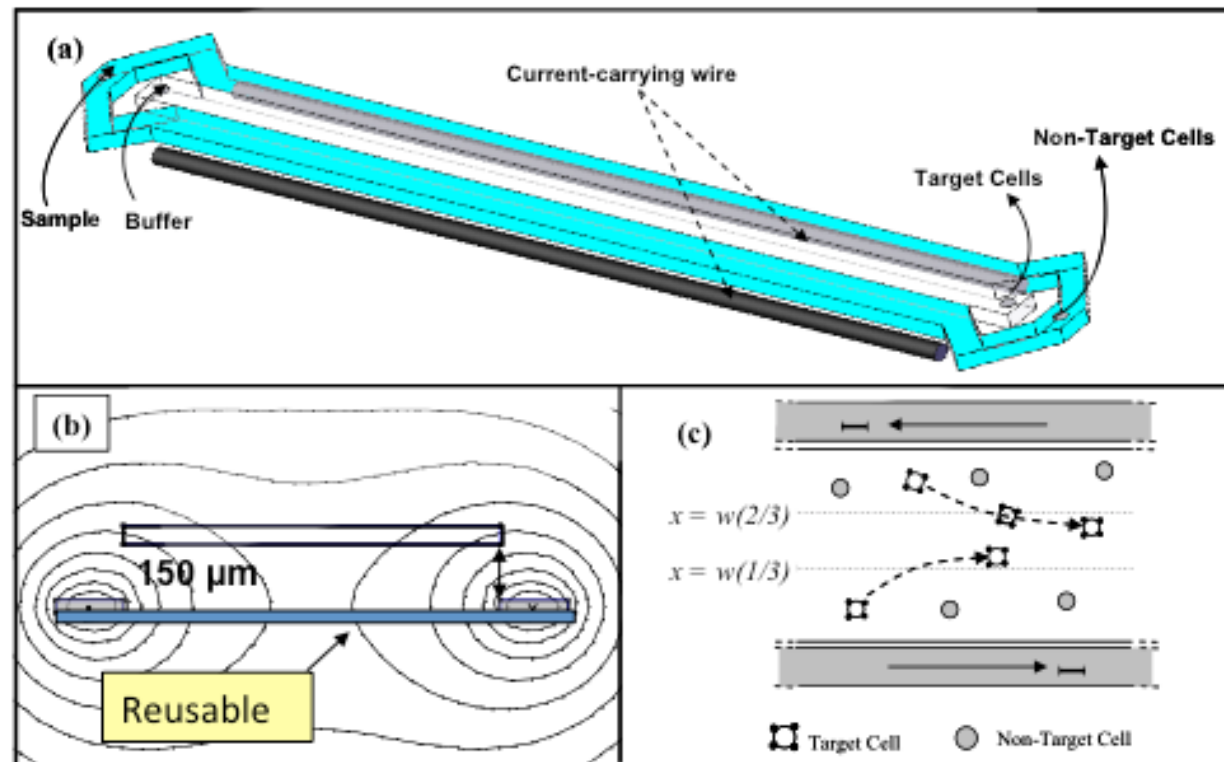 (a)
Current-carrying wire
Non-Target Cells
Target Cells
Sample
Buffer
(b)
150 µm
Reusable
(c)
x = w(2/3)
x = w(1/3)
Target Cell
Non-Target Cell